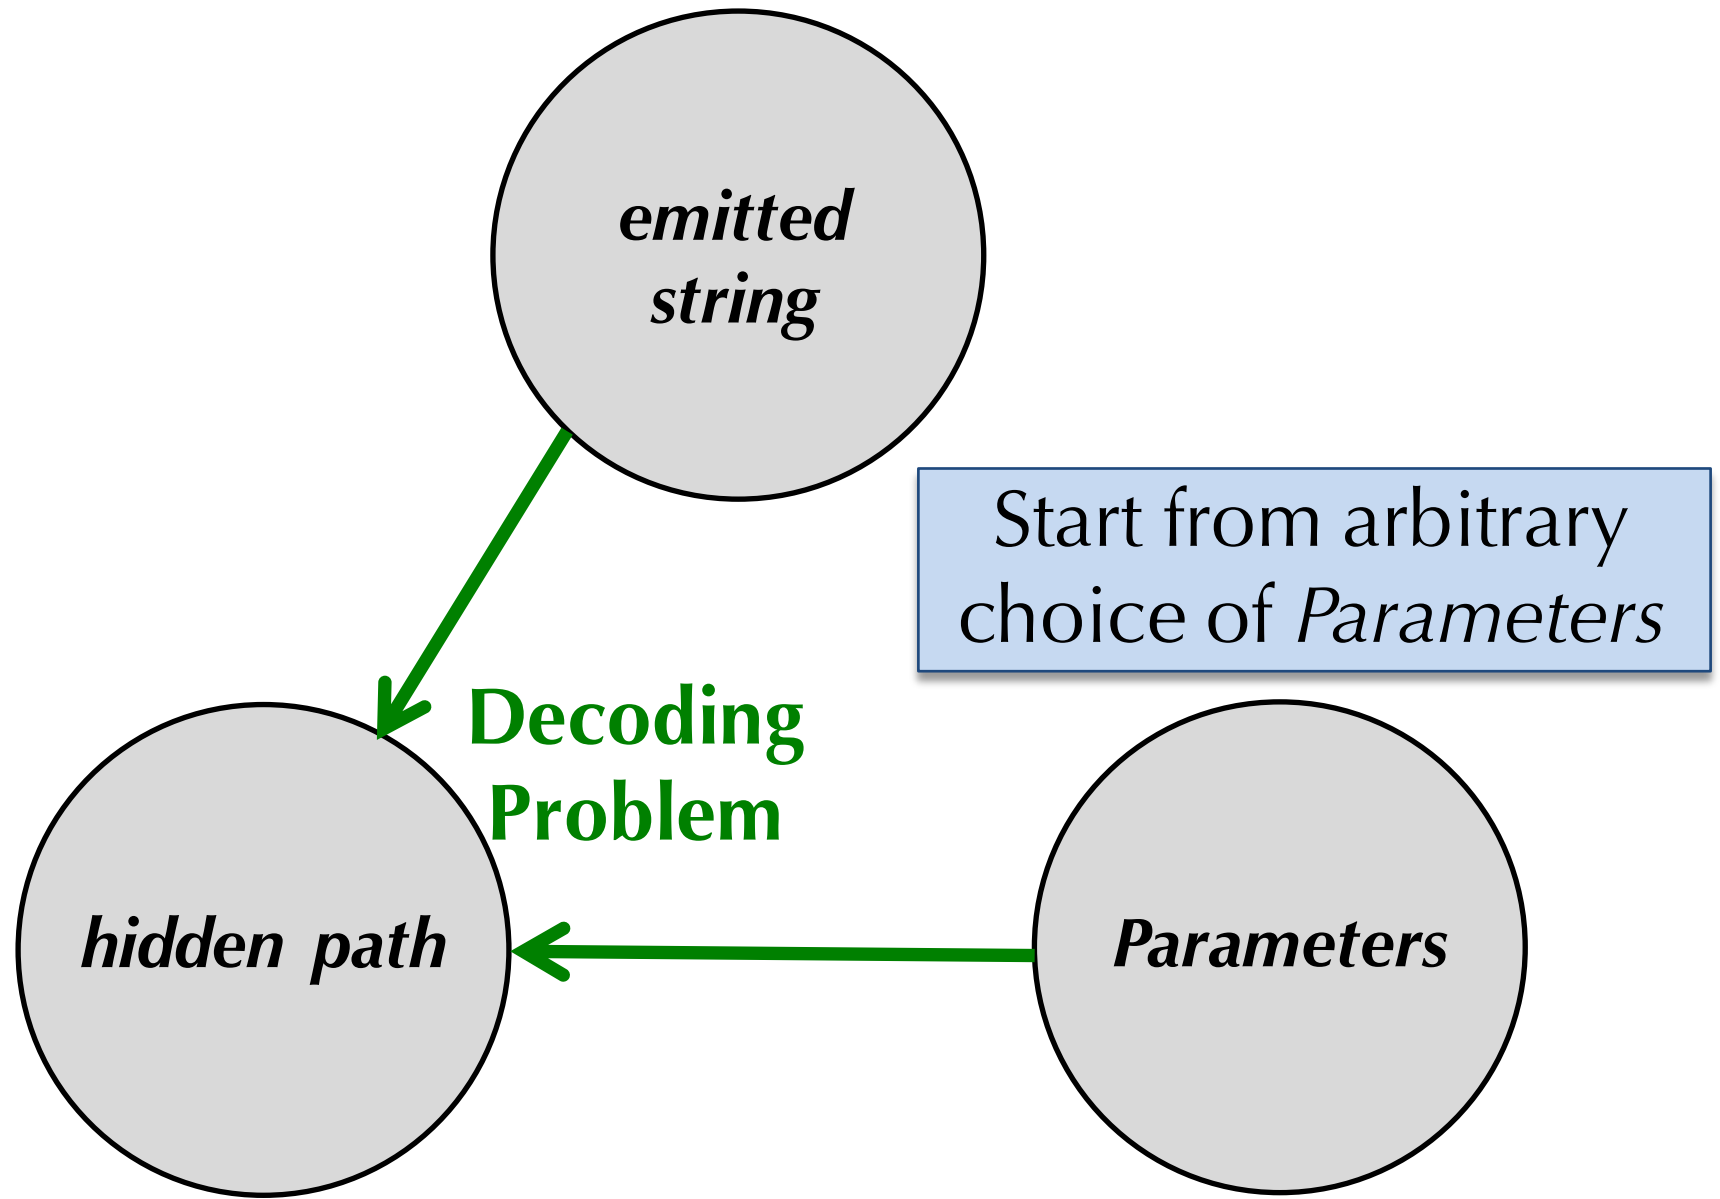 emitted
string
Start from arbitrary
choice of Parameters
Decoding
Problem
hidden path
Parameters